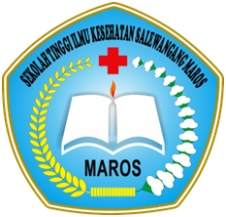 SEKOLAH TINGGI ILMU KESEHATAN SALEWANGANG MAROS
MAROS